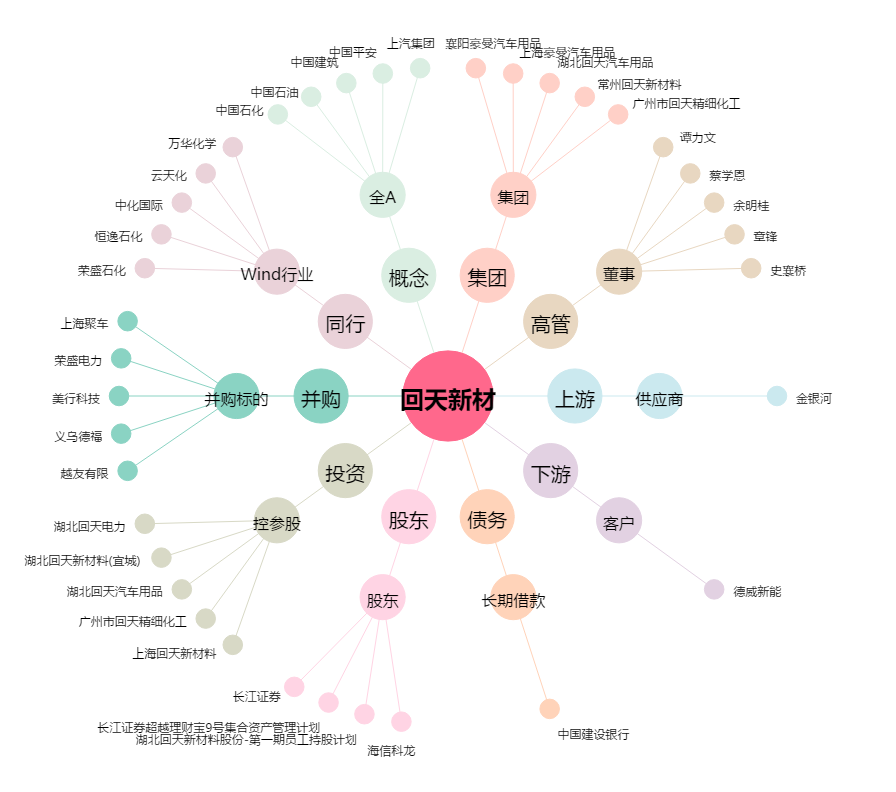 上汽集团
中国平安
中国建筑
中国石油
中国石化
全A
概念
襄阳豪曼汽车用品
上海豪曼汽车用品
湖北回天汽车用品
常州回天新材料
广州市回天精细化工
集团
集团
谭力文
蔡学恩
余明桂
章锋
史襄桥
董事
高管
万华化学
云天化
中化国际
恒逸石化
荣盛石化
Wind行业
同行
回天新材
上海聚车
荣盛电力
美行科技
义乌德福
越友有限
并购标的
并购
上游
供应商
金银河
投资
控参股
湖北回天电力
湖北回天新材料(宜城)
湖北回天汽车用品
广州市回天精细化工
上海回天新材料
下游
客户
德威新能
股东
股东
长江证券
长江证券超越理财宝9号集合资产管理计划
湖北回天新材料股份-第一期员工持股计划
海信科龙
债务
长期借款
中国建设银行